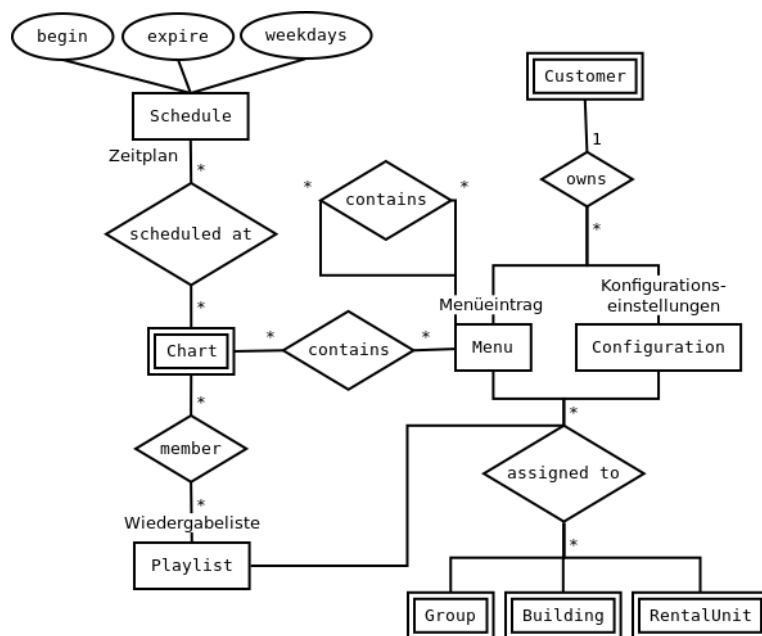 begin
expire
weekdays
Customer
Schedule
Zeitplan
*
1
owns
contains
*
*
scheduled at
*
*
Konfigurations-
einstellungen
Menüeintrag
*
*
*
Chart
contains
Menu
Configuration
*
*
member
assigned to
*
Wiedergabeliste
*
Playlist
Group
Building
RentalUnit